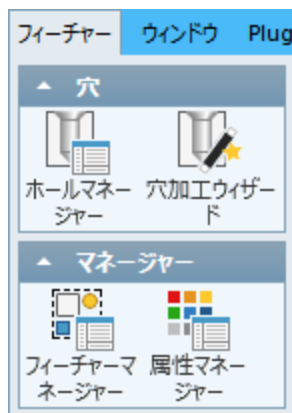 フィーチャー ウィンドウ Plug
穴
ホールマネー 穴加工ウィザー
ジャー ド
マネージャー
フィーチャーマ 属性マネー
ネージャー ジャー